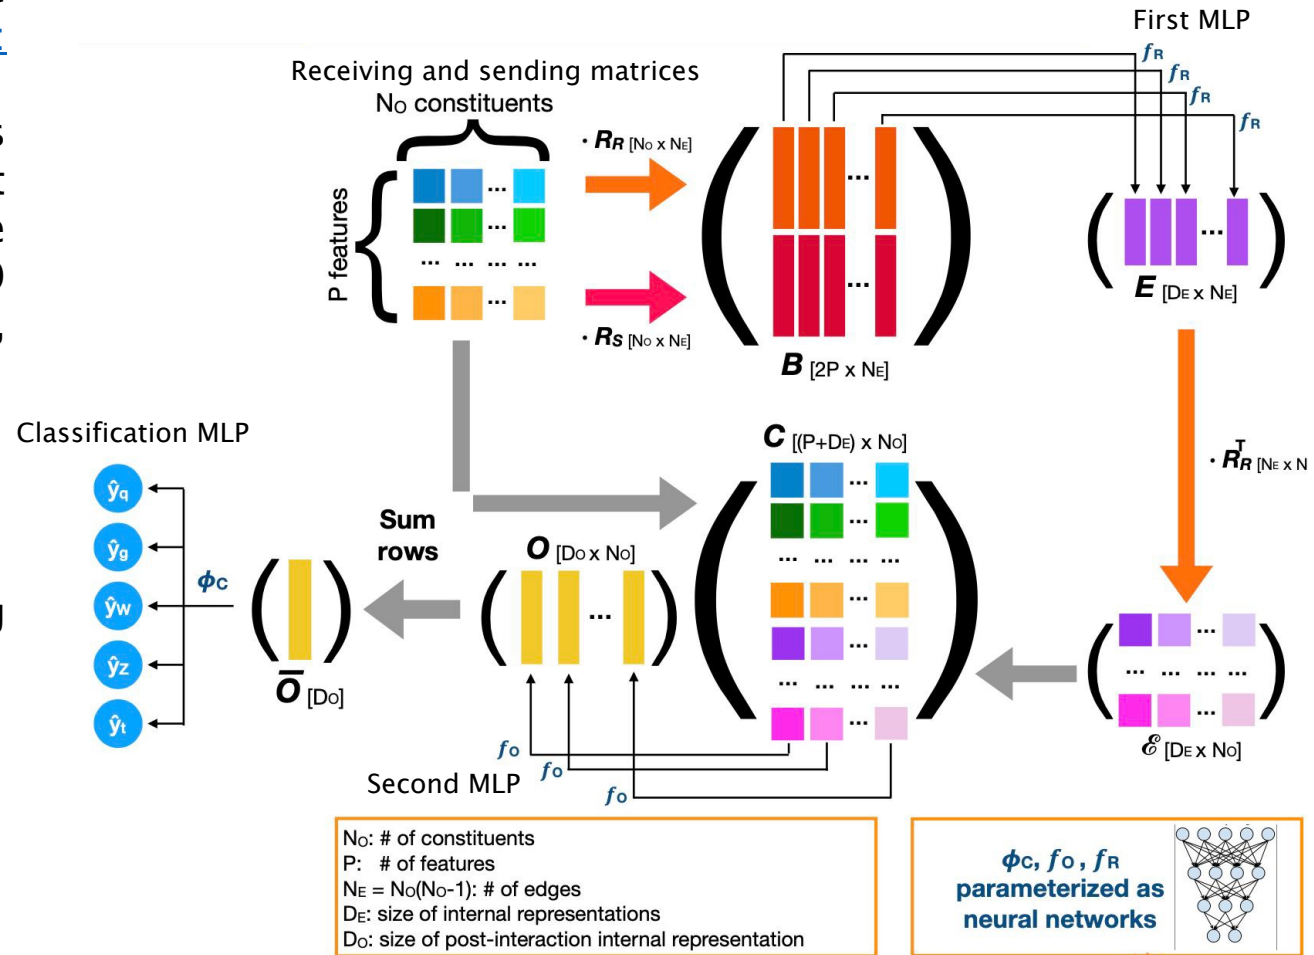 First MLP
fR
fR
fR
fR
Receiving and sending matrices
NO constituents
P features
... ... ... ...
· RR [NO x NE]
· RS [NO x NE]
B [2P x NE]
E [DE x NE]
· RTR [NE x N
Classification MLP
ŷq
ŷg
ŷW
ŷZ
ŷt
ϕC
Sum
rows
Ō [DO]
O [DO x NO]
C [(P+DE) x NO]
ℰ [DE x NO]
fO
fO
fO
Second MLP
NO: # of constituents
P: # of features
NE = NO(NO-1): # of edges
DE: size of internal representations
DO: size of post-interaction internal representation
ϕC, fO , fR
parameterized as
neural networks